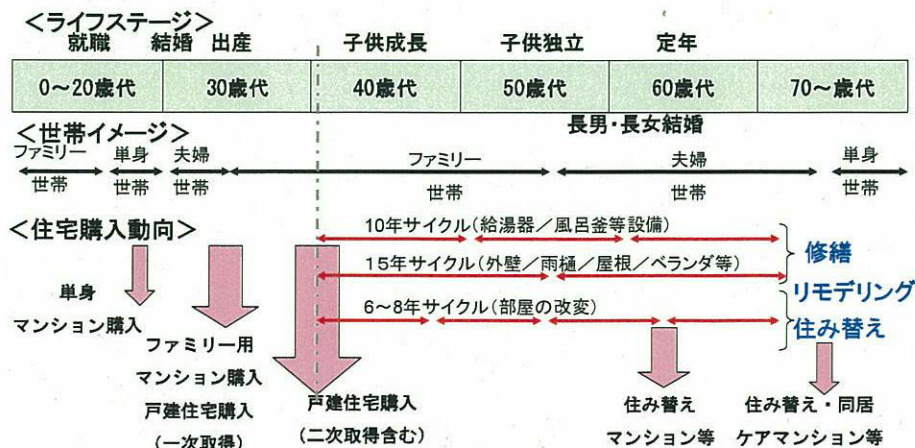 <ライフステージ>
就職 結婚 出産 子供成長 子供独立 定年
0～20歳代 30歳代 40歳代 50歳代 60歳代 70～歳代
長男・長女結婚
<世帯イメージ>
ファミリー 単身 夫婦 ファミリー 夫婦 単身
世帯 世帯 世帯 世帯 世帯 世帯
<住宅購入動向>
10年サイクル(給湯器／風呂釜等設備)
修繕
15年サイクル(外壁／雨樋／屋根／ベランダ等)
リモデリング
6～8年サイクル(部屋の改変)
住み替え
単身
マンション購入
ファミリー用
マンション購入
戸建住宅購入
(一次取得)
戸建住宅購入
(二次取得含む)
住み替え
マンション等
住み替え・同居
ケアマンション等